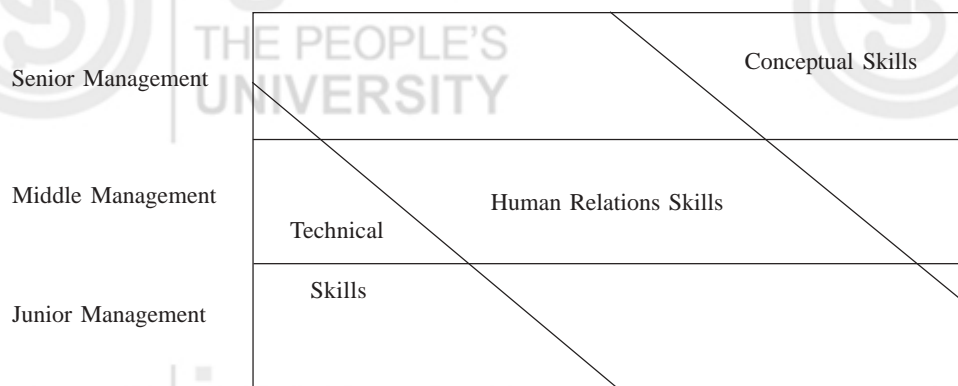 THE PEOPLE'S
UNIVERSITY
Conceptual Skills
Senior Management
Middle Management
Human Relations Skills
Technical
Skills
Junior Management